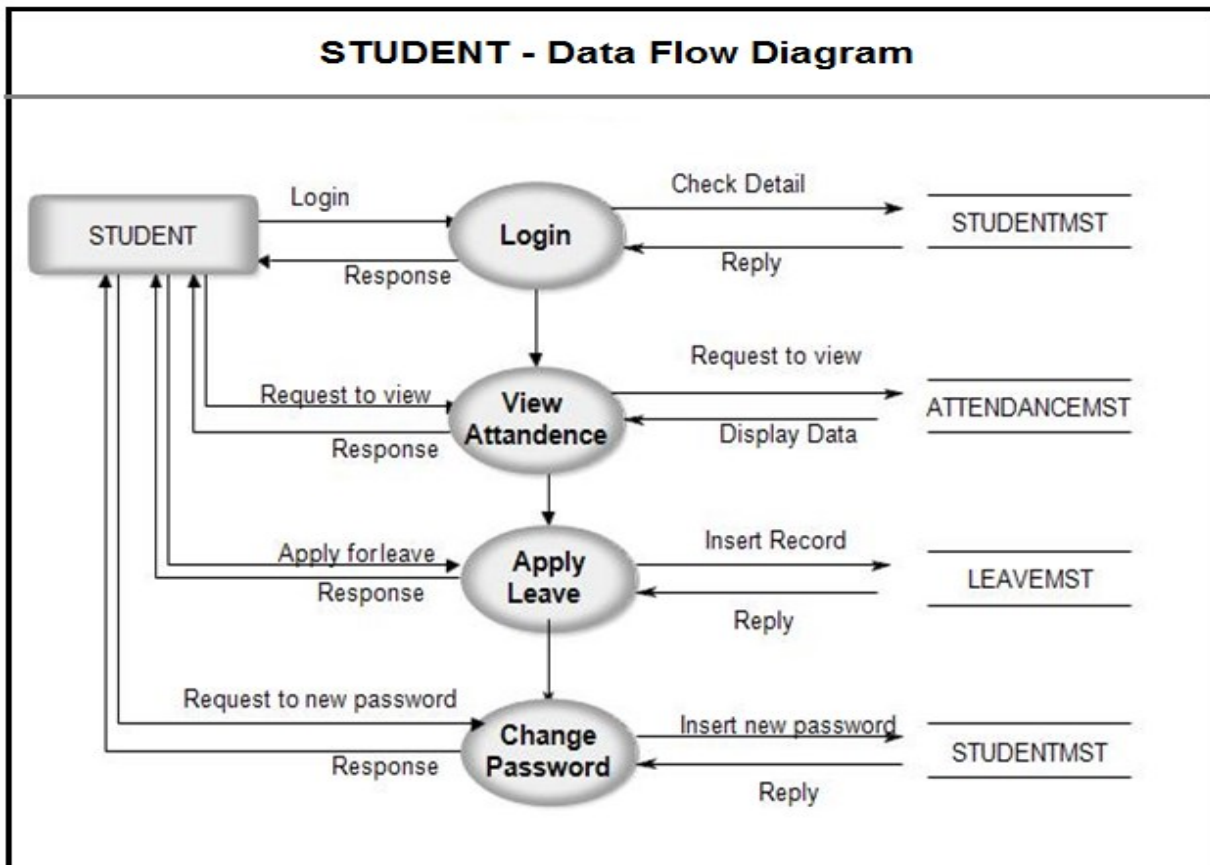 STUDENT - Data Flow Diagram
Login
Check Detail
STUDENT
Login
STUDENTMST
Response
Reply
Request to view
Request to view
View
Attandence
ATTENDANCEMST
Response
Display Data
Apply for leave
Insert Record
Apply
Leave
LEAVEMST
Response
Reply
Request to new password
Insert new password
Change
Password
STUDENTMST
Response
Reply